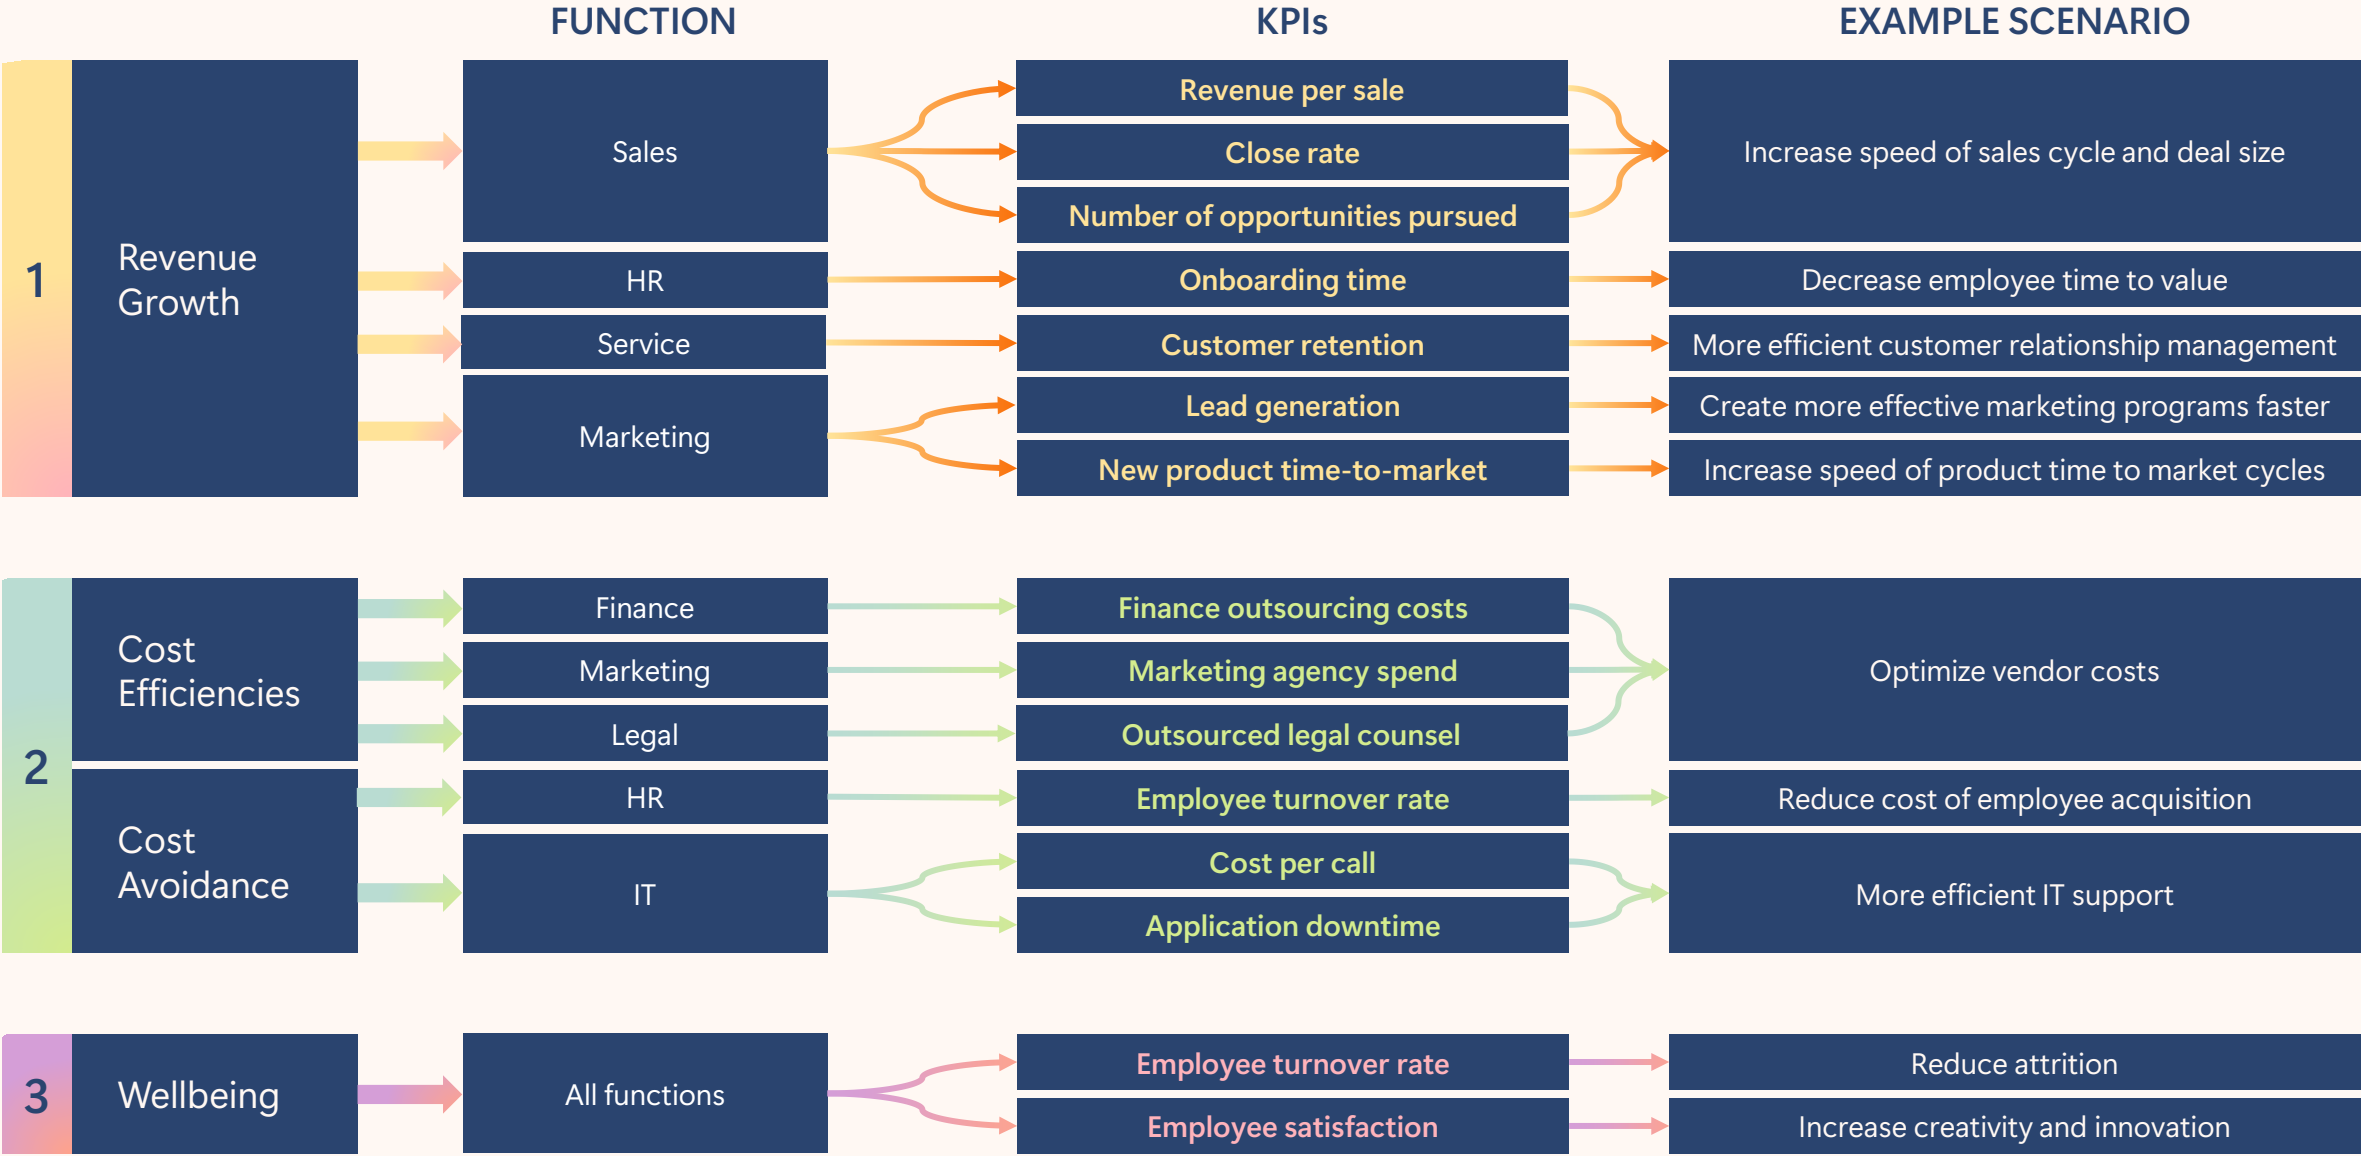 FUNCTION
KPIs
EXAMPLE SCENARIO
1
Revenue
Growth
Sales
Revenue per sale
Close rate
Number of opportunities pursued
Increase speed of sales cycle and deal size
HR
Onboarding time
Decrease employee time to value
Service
Customer retention
More efficient customer relationship management
Marketing
Lead generation
Create more effective marketing programs faster
New product time-to-market
Increase speed of product time to market cycles
2
Cost
Efficiencies
Finance
Finance outsourcing costs
Marketing
Marketing agency spend
Legal
Outsourced legal counsel
Optimize vendor costs
Cost
Avoidance
HR
Employee turnover rate
Reduce cost of employee acquisition
IT
Cost per call
Application downtime
More efficient IT support
3
Wellbeing
All functions
Employee turnover rate
Reduce attrition
Employee satisfaction
Increase creativity and innovation